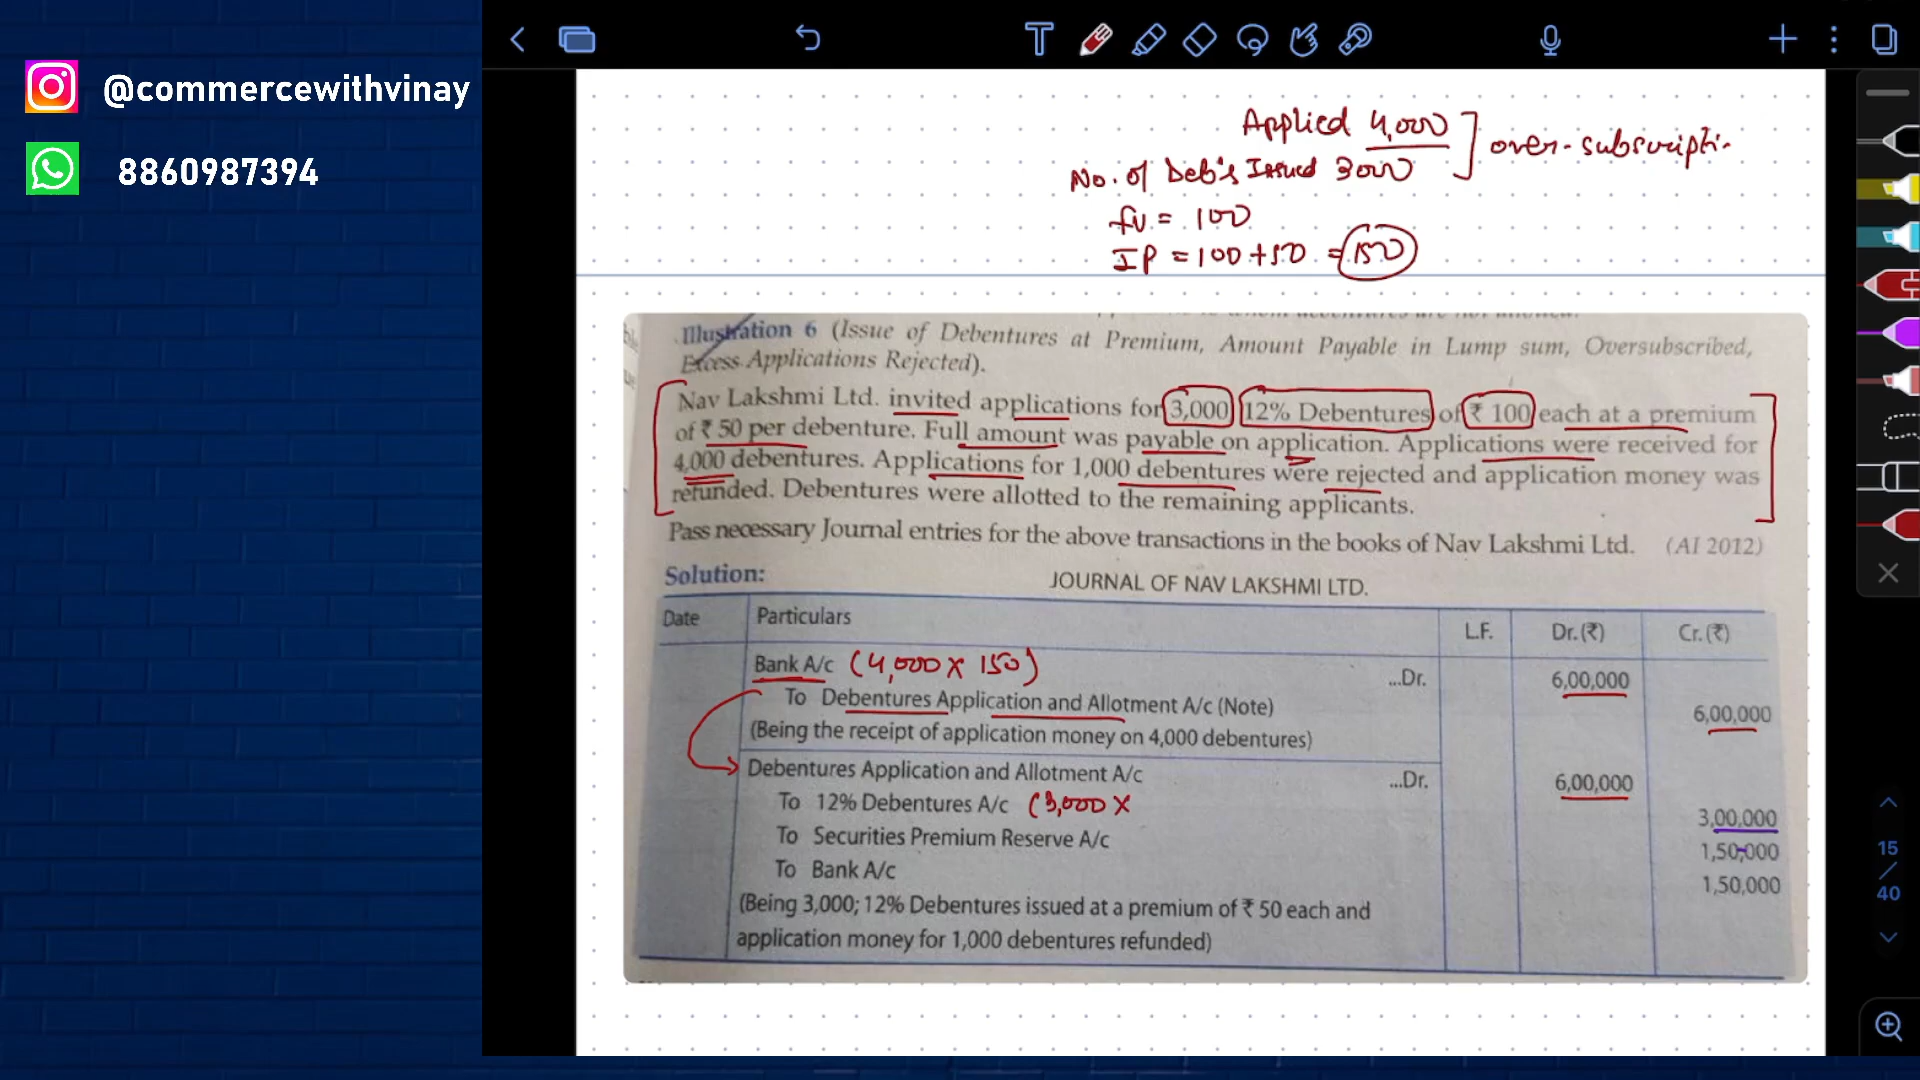 @commercewithvinay
8860987394
Applied 4,000
over-subscripti
No. of Deb's Issued 3000
fv = 100
IP = 100 + 50 = 150
Illustration 6 (Issue of Debentures at Premium, Amount Payable in Lump sum, Oversubscribed,
Excess Applications Rejected).
Nav Lakshmi Ltd. invited applications for 3,000 12% Debentures of ₹ 100 each at a premium
of ₹ 50 per debenture. Full amount was payable on application. Applications were received for
4,000 debentures. Applications for 1,000 debentures were rejected and application money was
refunded. Debentures were allotted to the remaining applicants.
Pass necessary Journal entries for the above transactions in the books of Nav Lakshmi Ltd. (AI 2012)
Solution:
JOURNAL OF NAV LAKSHMI LTD.
Date Particulars L.F. Dr.(₹) Cr.(₹)
Bank A/c (4,000 x 150) ...Dr. 6,00,000
To Debentures Application and Allotment A/c (Note) 6,00,000
(Being the receipt of application money on 4,000 debentures)
Debentures Application and Allotment A/c ...Dr. 6,00,000
To 12% Debentures A/c (3,000 x 3,00,000
To Securities Premium Reserve A/c 1,50,000
To Bank A/c 1,50,000
(Being 3,000; 12% Debentures issued at a premium of ₹ 50 each and
application money for 1,000 debentures refunded)
15
/
40